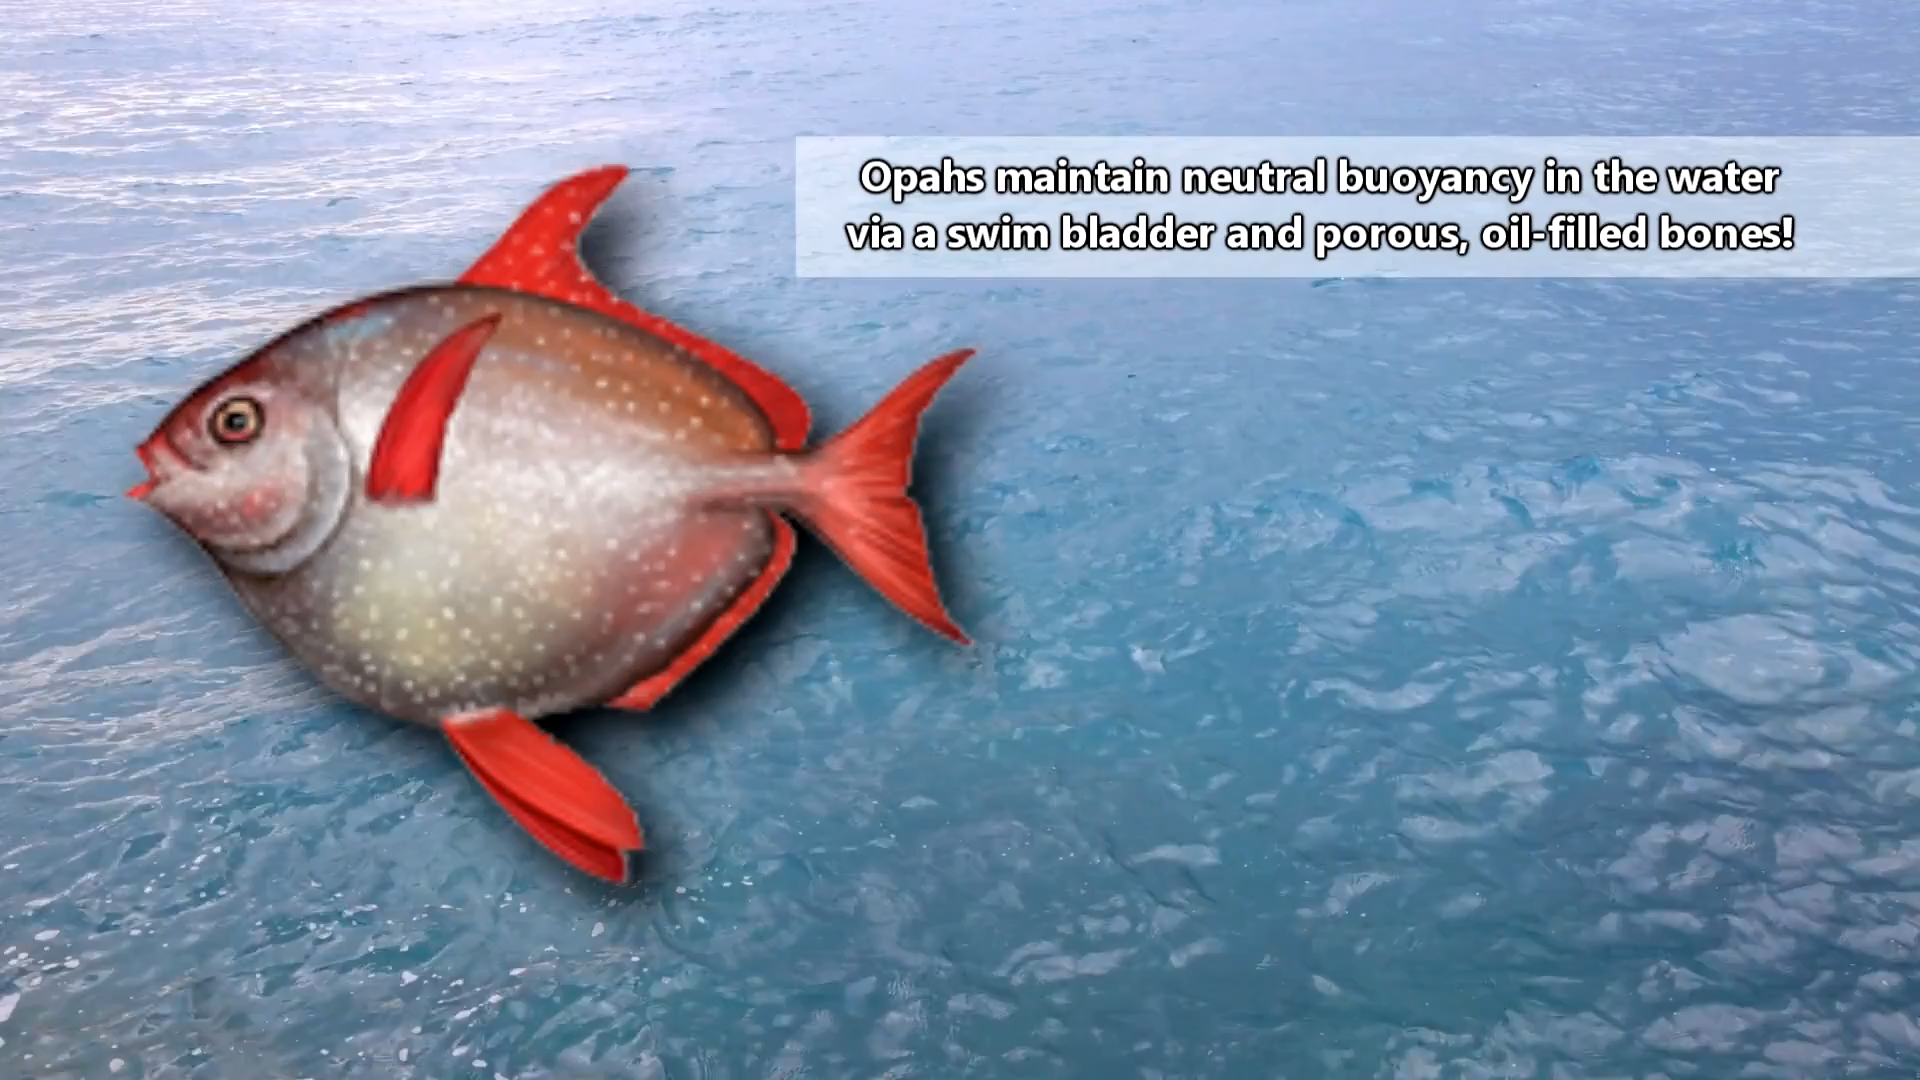 Opahs maintain neutral buoyancy in the water
via a swim bladder and porous, oil-filled bones!